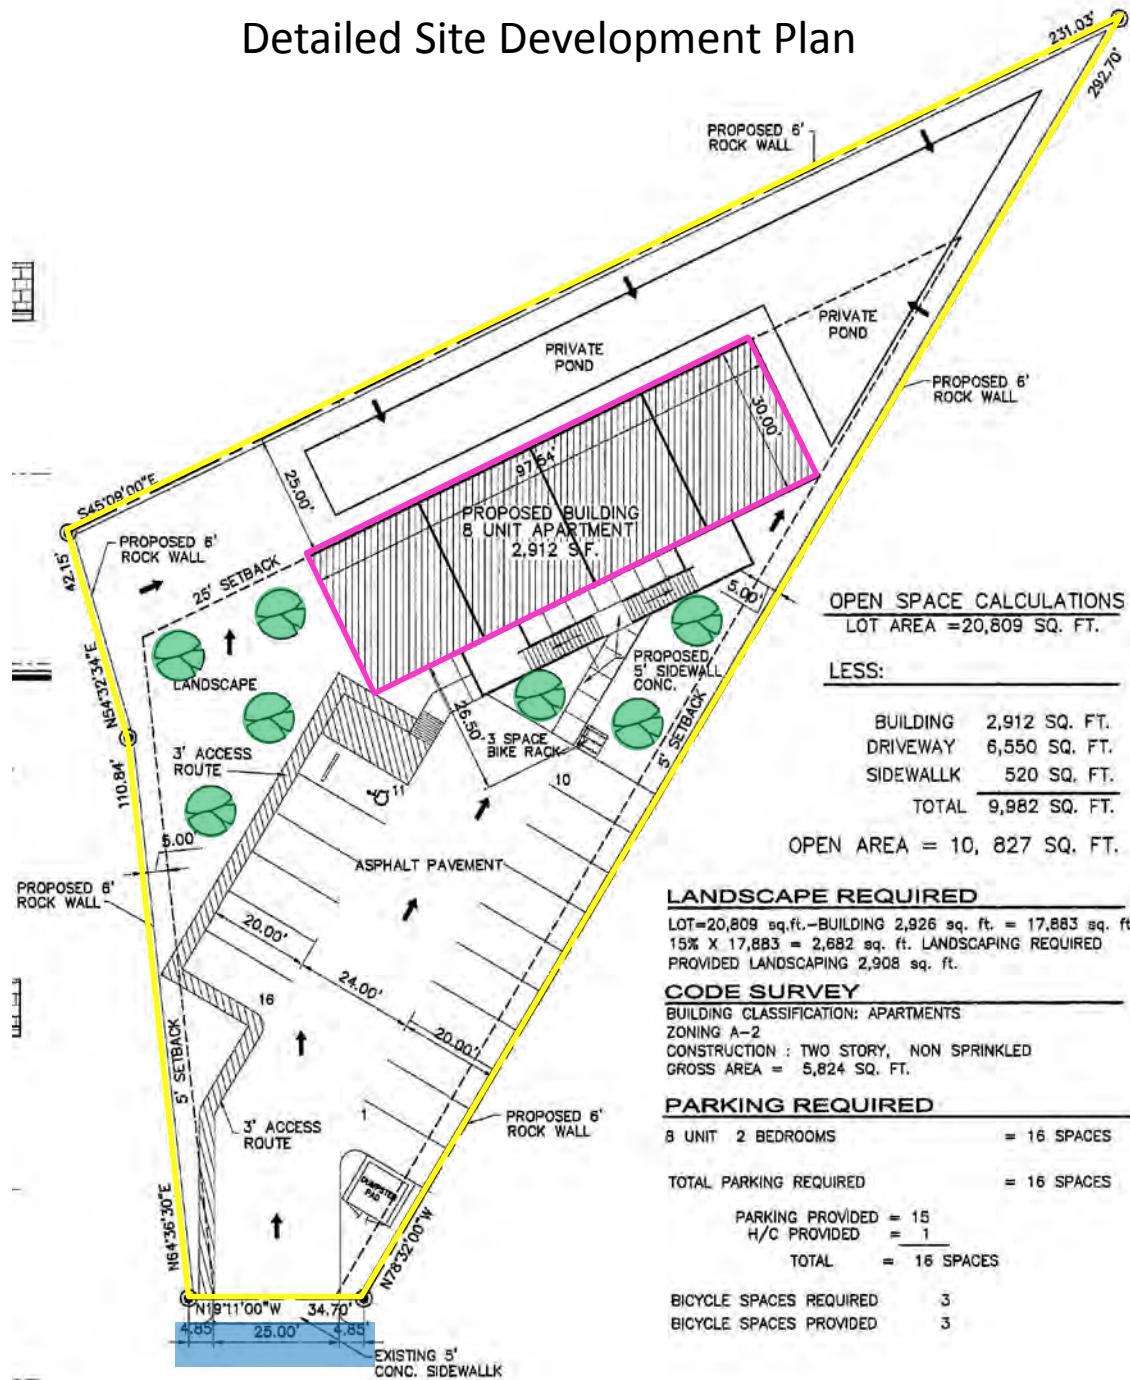 Detailed Site Development Plan
231.03'
292.70'
PROPOSED 6'
ROCK WALL
PRIVATE
POND
PRIVATE
POND
PROPOSED 6'
ROCK WALL
30.00'
97.54'
25.00'
S45°09'00"E
PROPOSED BUILDING
8 UNIT APARTMENT
2,912 S.F.
PROPOSED 6'
ROCK WALL
42.15'
25' SETBACK
5.00'
N54°32'34"E
LANDSCAPE
PROPOSED
5' SIDEWALL
CONC.
26.50'
3 SPACE
BIKE RACK
5' SETBACK
3' ACCESS
ROUTE
110.84'
11
10
5.00'
ASPHALT PAVEMENT
PROPOSED 6'
ROCK WALL
20.00'
24.00'
20.00'
16
5' SETBACK
1
3' ACCESS
ROUTE
PROPOSED 6'
ROCK WALL
DUMPSTER
PAD
N64°36'30"E
N78°32'00"W
N19°11'00"W
34.70'
4.85'
25.00'
4.85'
EXISTING 5'
CONC. SIDEWALLK
OPEN SPACE CALCULATIONS
LOT AREA =20,809 SQ. FT.
LESS:
BUILDING 2,912 SQ. FT.
DRIVEWAY 6,550 SQ. FT.
SIDEWALLK 520 SQ. FT.
TOTAL 9,982 SQ. FT.
OPEN AREA = 10, 827 SQ. FT.
LANDSCAPE REQUIRED
LOT=20,809 sq.ft.-BUILDING 2,926 sq. ft. = 17,883 sq. ft
15% X 17,883 = 2,682 sq. ft. LANDSCAPING REQUIRED
PROVIDED LANDSCAPING 2,908 sq. ft.
CODE SURVEY
BUILDING CLASSIFICATION: APARTMENTS
ZONING A-2
CONSTRUCTION : TWO STORY, NON SPRINKLED
GROSS AREA = 5,824 SQ. FT.
PARKING REQUIRED
8 UNIT 2 BEDROOMS = 16 SPACES
TOTAL PARKING REQUIRED = 16 SPACES
PARKING PROVIDED = 15
H/C PROVIDED = 1
TOTAL = 16 SPACES
BICYCLE SPACES REQUIRED 3
BICYCLE SPACES PROVIDED 3